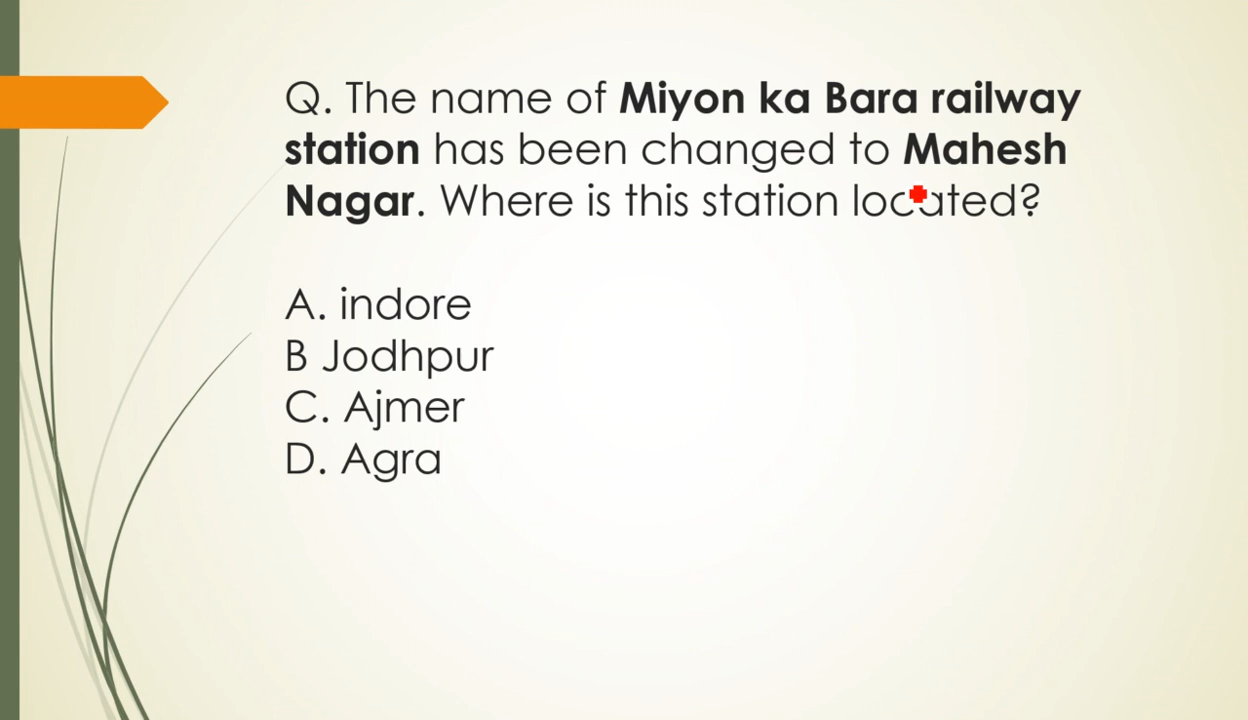 Q. The name of Miyon ka Bara railway
station has been changed to Mahesh
Nagar. Where is this station located?
A. indore
B Jodhpur
C. Ajmer
D. Agra